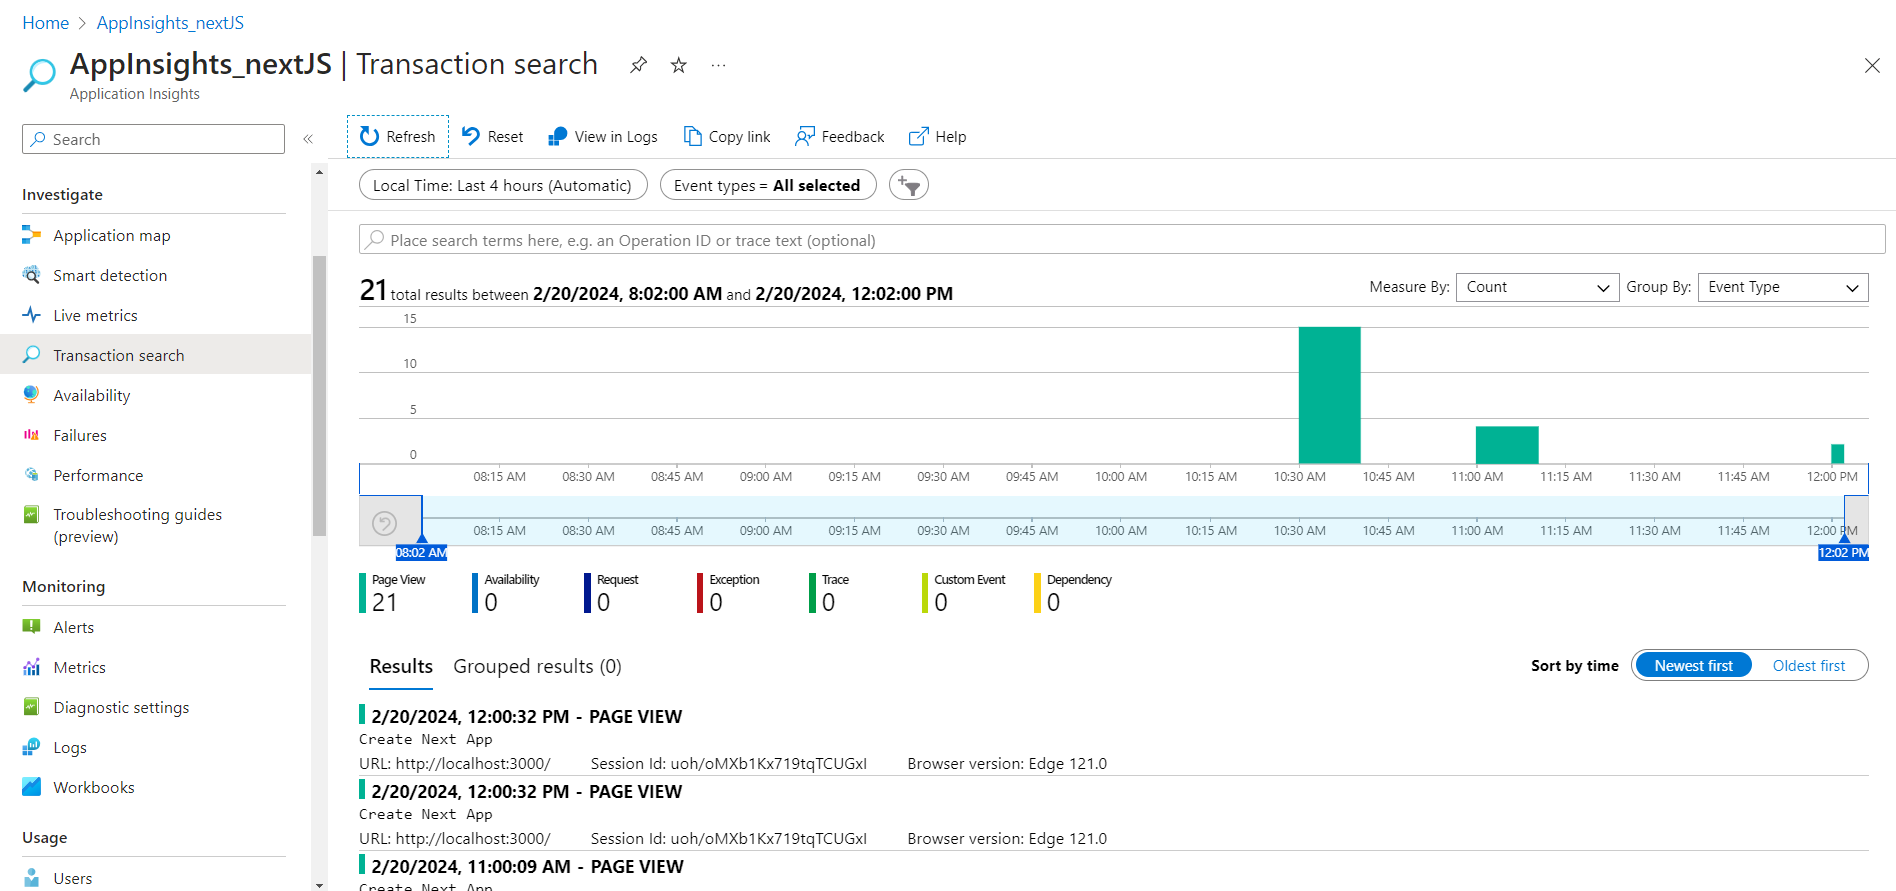 Home > AppInsights_nextJS
AppInsights_nextJS | Transaction search
Application Insights
Search
Investigate
Application map
Smart detection
Live metrics
Transaction search
Availability
Failures
Performance
Troubleshooting guides
(preview)
Monitoring
Alerts
Metrics
Diagnostic settings
Logs
Workbooks
Usage
Users
Refresh Reset View in Logs Copy link Feedback Help
Local Time: Last 4 hours (Automatic) Event types = All selected
Place search terms here, e.g. an Operation ID or trace text (optional)
21 total results between 2/20/2024, 8:02:00 AM and 2/20/2024, 12:02:00 PM
Measure By: Count Group By: Event Type
15
10
5
0
08:15 AM 08:30 AM 08:45 AM 09:00 AM 09:15 AM 09:30 AM 09:45 AM 10:00 AM 10:15 AM 10:30 AM 10:45 AM 11:00 AM 11:15 AM 11:30 AM 11:45 AM 12:00 PM
08:15 AM 08:30 AM 08:45 AM 09:00 AM 09:15 AM 09:30 AM 09:45 AM 10:00 AM 10:15 AM 10:30 AM 10:45 AM 11:00 AM 11:15 AM 11:30 AM 11:45 AM 12:00 PM
08:02 AM 12:02 PM
Page View Availability Request Exception Trace Custom Event Dependency
21 0 0 0 0 0 0
Results Grouped results (0)
Sort by time Newest first Oldest first
2/20/2024, 12:00:32 PM - PAGE VIEW
Create Next App
URL: http://localhost:3000/ Session Id: uoh/oMXb1Kx719tqTCUGxI Browser version: Edge 121.0
2/20/2024, 12:00:32 PM - PAGE VIEW
Create Next App
URL: http://localhost:3000/ Session Id: uoh/oMXb1Kx719tqTCUGxI Browser version: Edge 121.0
2/20/2024, 11:00:09 AM - PAGE VIEW
Create Next App